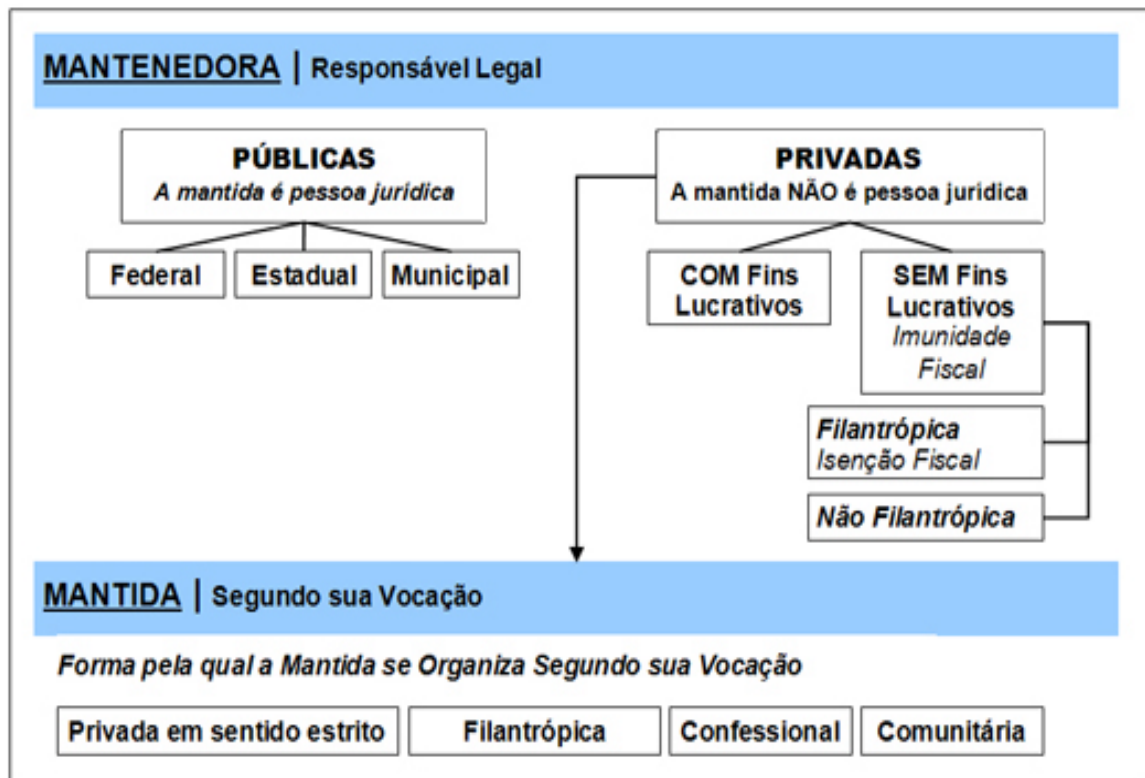 MANTENEDORA | Responsável Legal
PÚBLICAS
A mantida é pessoa jurídica
Federal
Estadual
Municipal
PRIVADAS
A mantida NÃO é pessoa jurídica
COM Fins
Lucrativos
SEM Fins
Lucrativos
Imunidade
Fiscal
Filantrópica
Isenção Fiscal
Não Filantrópica
MANTIDA | Segundo sua Vocação
Forma pela qual a Mantida se Organiza Segundo sua Vocação
Privada em sentido estrito
Filantrópica
Confessional
Comunitária